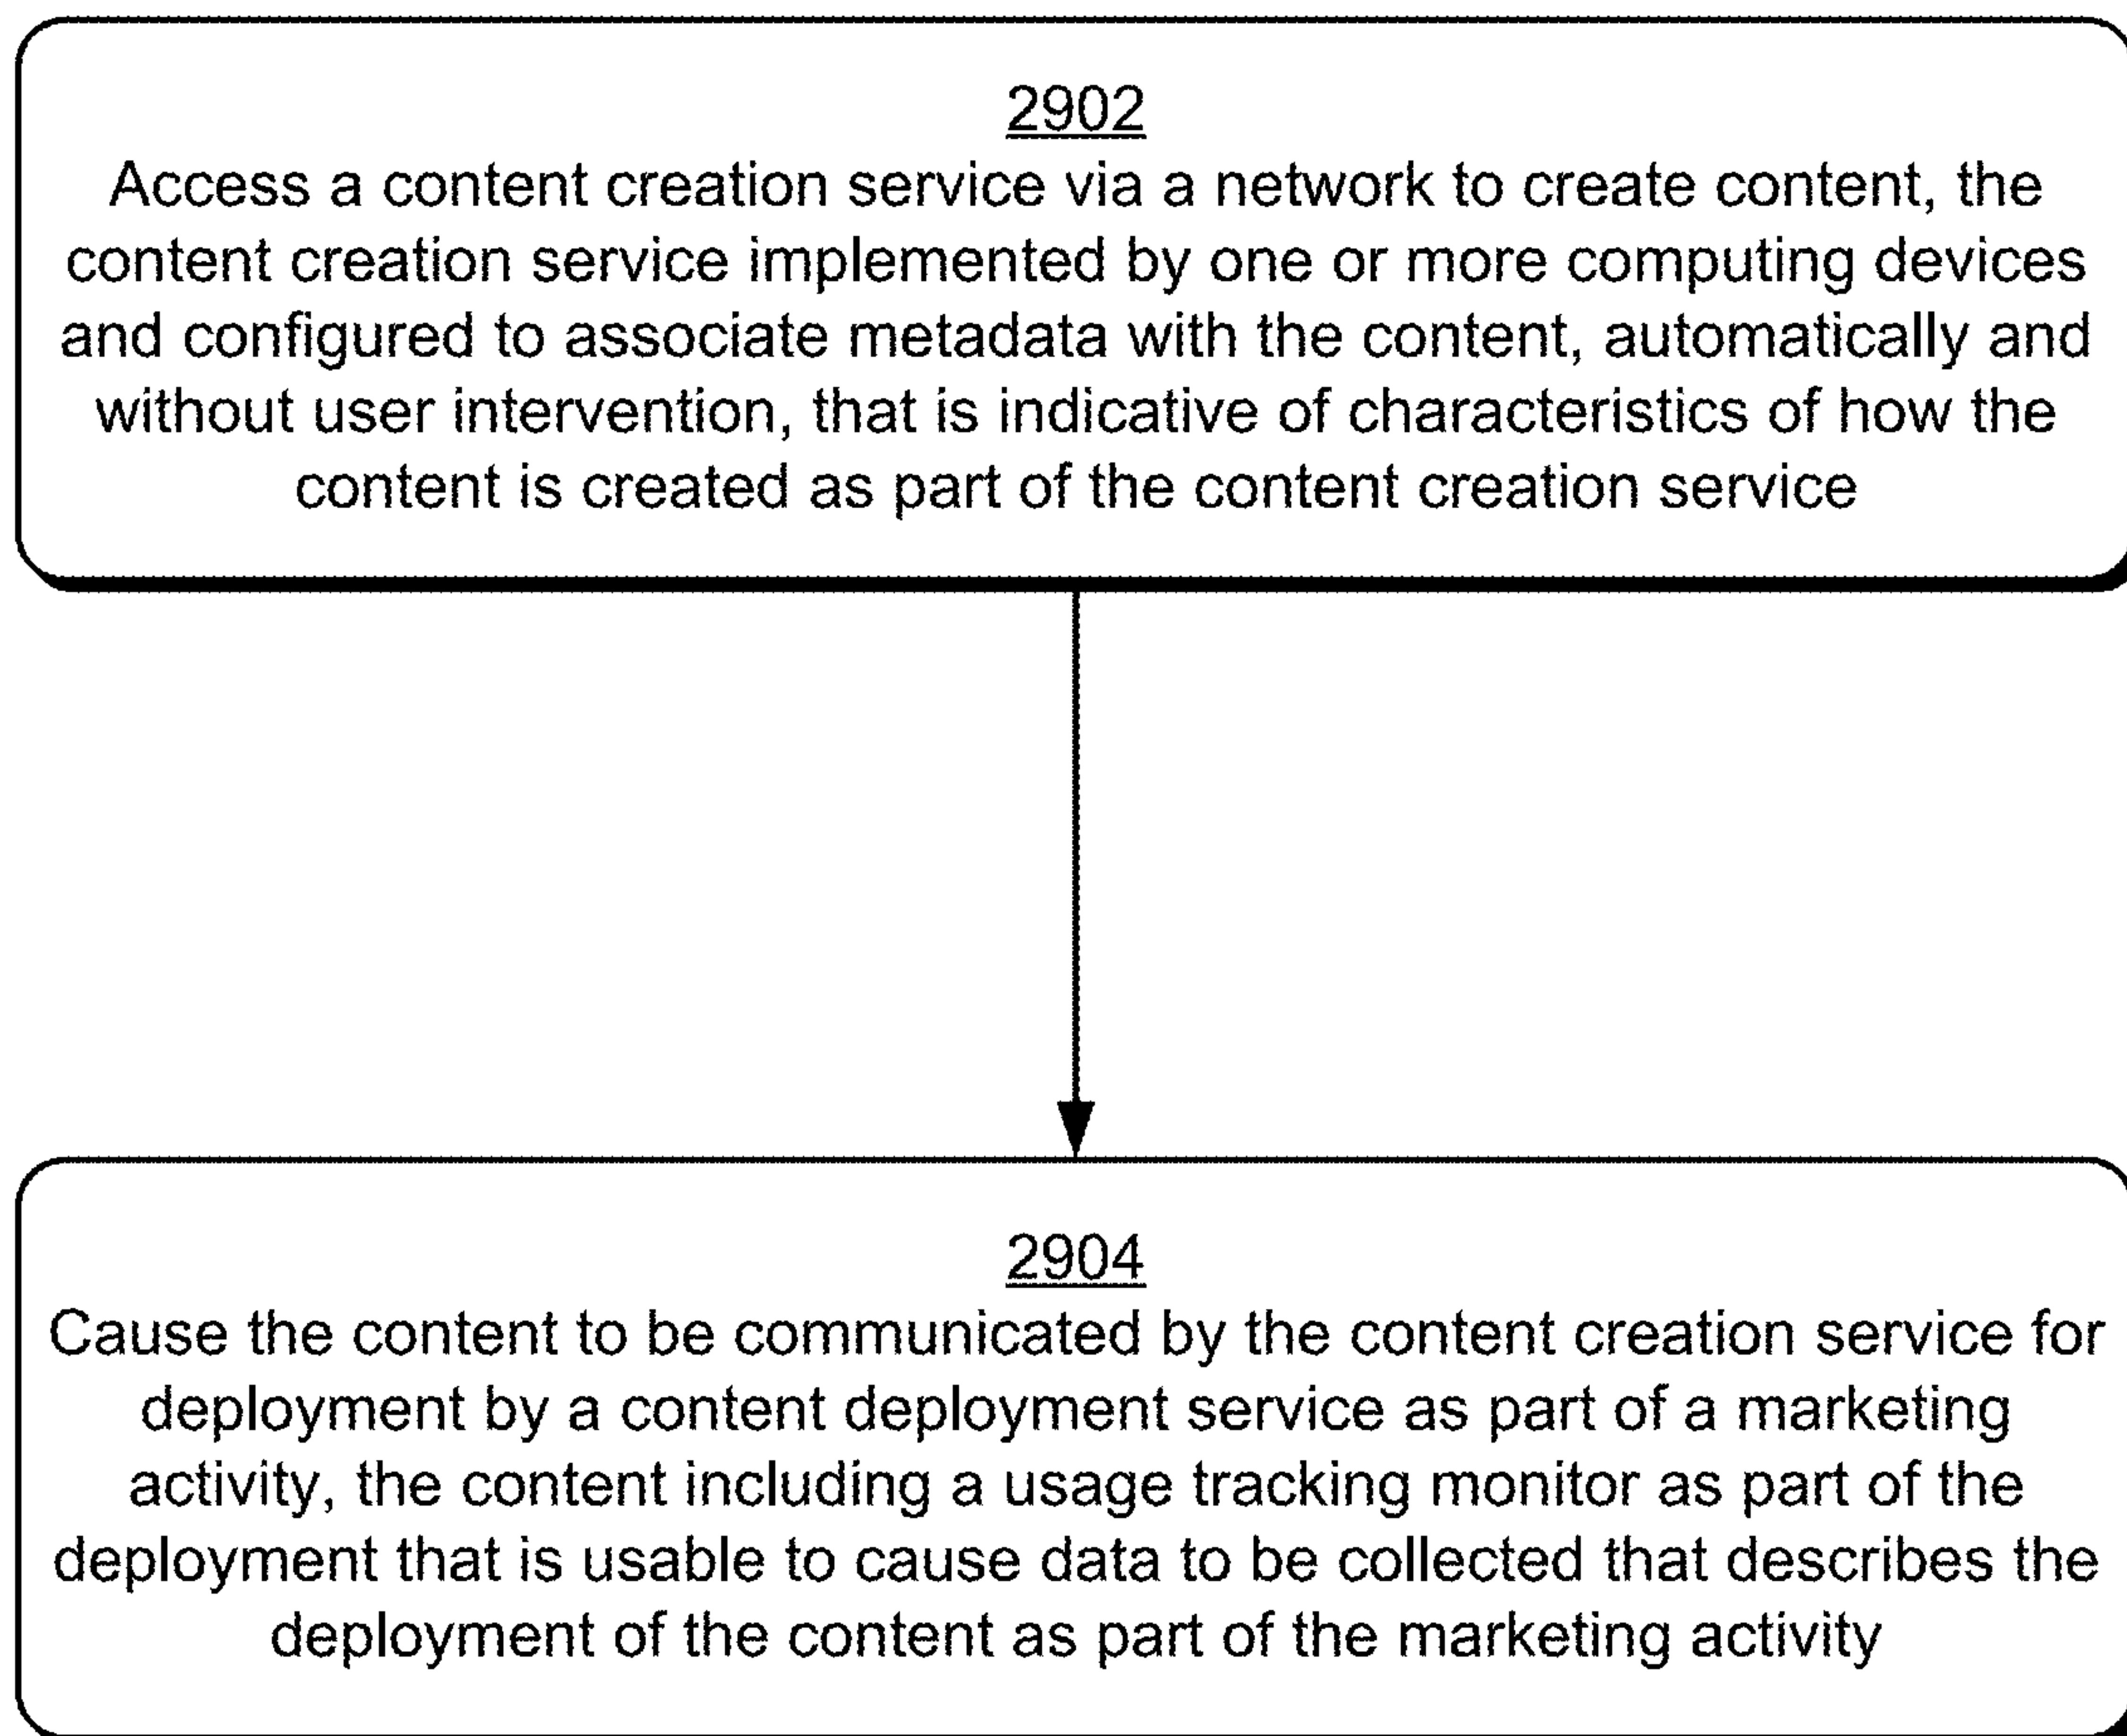 2902
Access a content creation service via a network to create content, the
content creation service implemented by one or more computing devices
and configured to associate metadata with the content, automatically and
without user intervention, that is indicative of characteristics of how the
content is created as part of the content creation service
2904
Cause the content to be communicated by the content creation service for
deployment by a content deployment service as part of a marketing
activity, the content including a usage tracking monitor as part of the
deployment that is usable to cause data to be collected that describes the
deployment of the content as part of the marketing activity